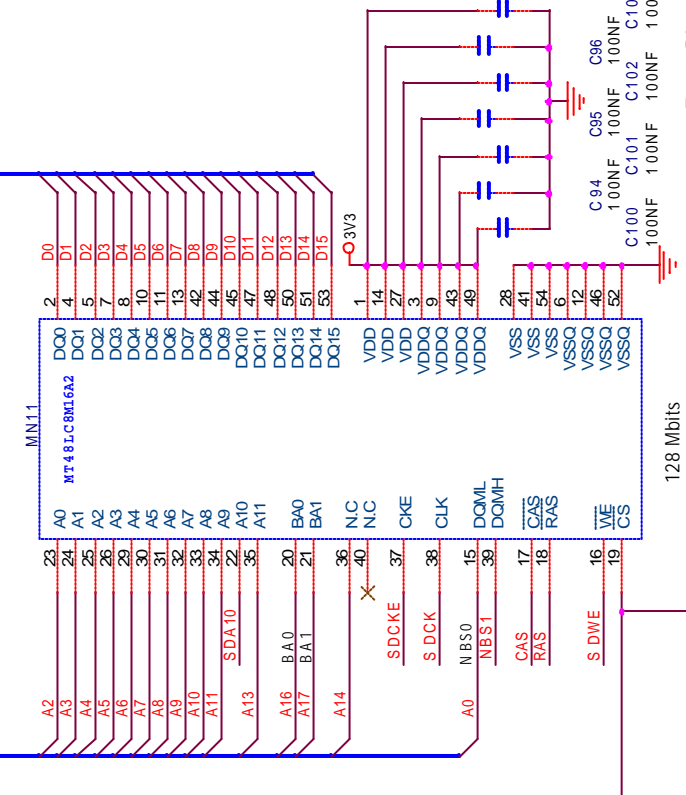 MN11
MT48LC8M16A2
128 Mbits
D0 2 DQ0
D1 4 DQ1
D2 5 DQ2
D3 7 DQ3
D4 8 DQ4
D5 10 DQ5
D6 11 DQ6
D7 13 DQ7
D8 42 DQ8
D9 44 DQ9
D10 45 DQ10
D11 47 DQ11
D12 48 DQ12
D13 50 DQ13
D14 51 DQ14
D15 53 DQ15
3V3
1 VDD
14 VDD
27 VDD
3 VDDQ
9 VDDQ
43 VDDQ
49 VDDQ
28 VSS
41 VSS
54 VSS
6 VSSQ
12 VSSQ
46 VSSQ
52 VSSQ
A2 23 A0
A3 24 A1
A4 25 A2
A5 26 A3
A6 29 A4
A7 30 A5
A8 31 A6
A9 32 A7
A10 33 A8
A11 34 A9
SDA10 22 A10
A13 35 A11
A16 BA0 20 BA0
A17 BA1 21 BA1
A14 36 N.C
40 N.C
SDCKE 37 CKE
SDCK 38 CLK
A0 NBS0 15 DQML
NBS1 39 DQMH
CAS 17 CAS
RAS 18 RAS
SDWE 16 WE
19 CS
C96
100NF
C102
100NF
C95
100NF
C101
100NF
C94
100NF
C100
100NF